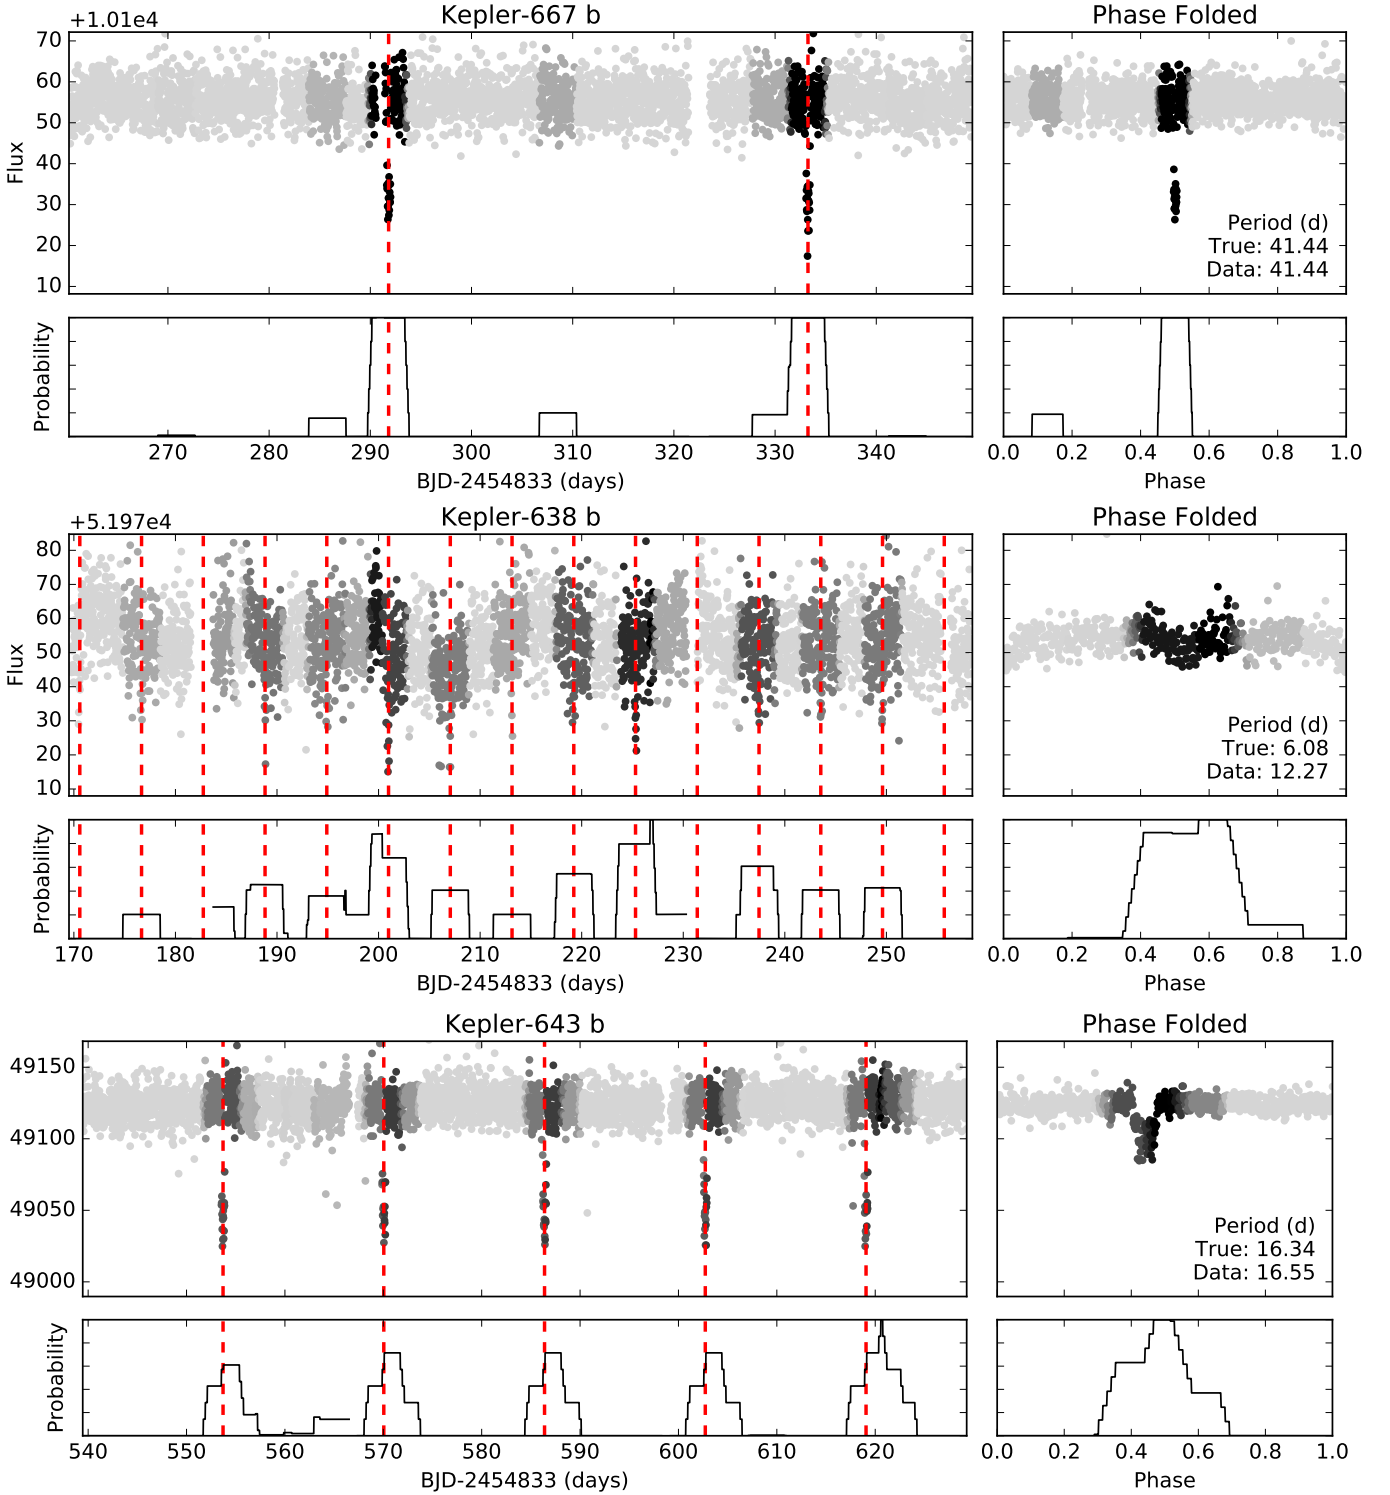 Kepler-667 b
Phase Folded
+1.01e4
70
60
50
40
30
20
10
Flux
Period (d)
True: 41.44
Data: 41.44
Probability
270 280 290 300 310 320 330 340
BJD-2454833 (days)
0.0 0.2 0.4 0.6 0.8 1.0
Phase
Kepler-638 b
Phase Folded
+5.197e4
80
70
60
50
40
30
20
10
Flux
Period (d)
True: 6.08
Data: 12.27
Probability
170 180 190 200 210 220 230 240 250
BJD-2454833 (days)
0.0 0.2 0.4 0.6 0.8 1.0
Phase
Kepler-643 b
Phase Folded
49150
49100
49050
49000
Period (d)
True: 16.34
Data: 16.55
Probability
540 550 560 570 580 590 600 610 620
BJD-2454833 (days)
0.0 0.2 0.4 0.6 0.8 1.0
Phase